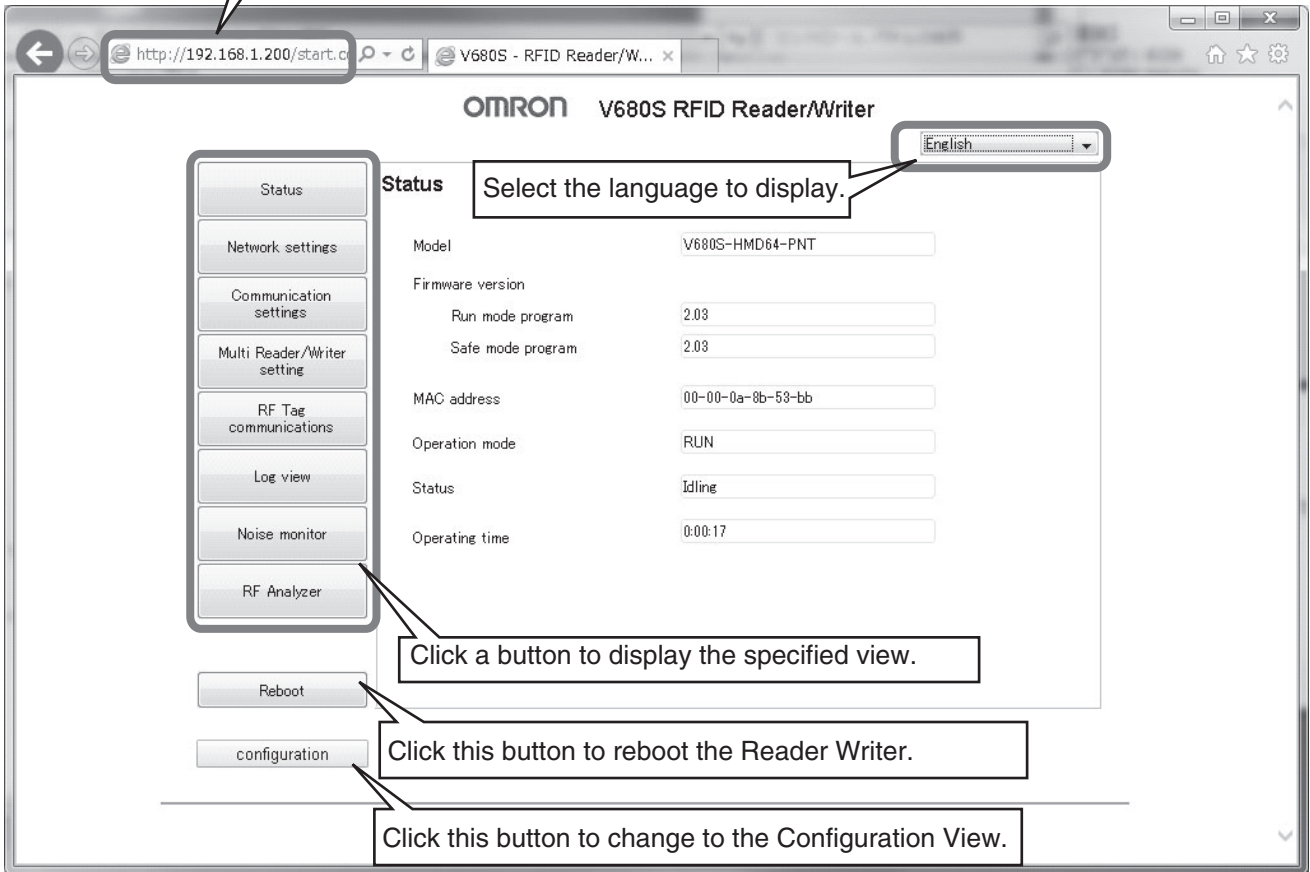 http://192.168.1.200/start.c
V680S - RFID Reader/W...
OMRON V680S RFID Reader/Writer
English
Status
Network settings
Communication
settings
Multi Reader/Writer
setting
RF Tag
communications
Log view
Noise monitor
RF Analyzer
Reboot
configuration
Status
Select the language to display.
Model V680S-HMD64-PNT
Firmware version
Run mode program 2.03
Safe mode program 2.03
MAC address 00-00-0a-8b-53-bb
Operation mode RUN
Status Idling
Operating time 0:00:17
Click a button to display the specified view.
Click this button to reboot the Reader Writer.
Click this button to change to the Configuration View.